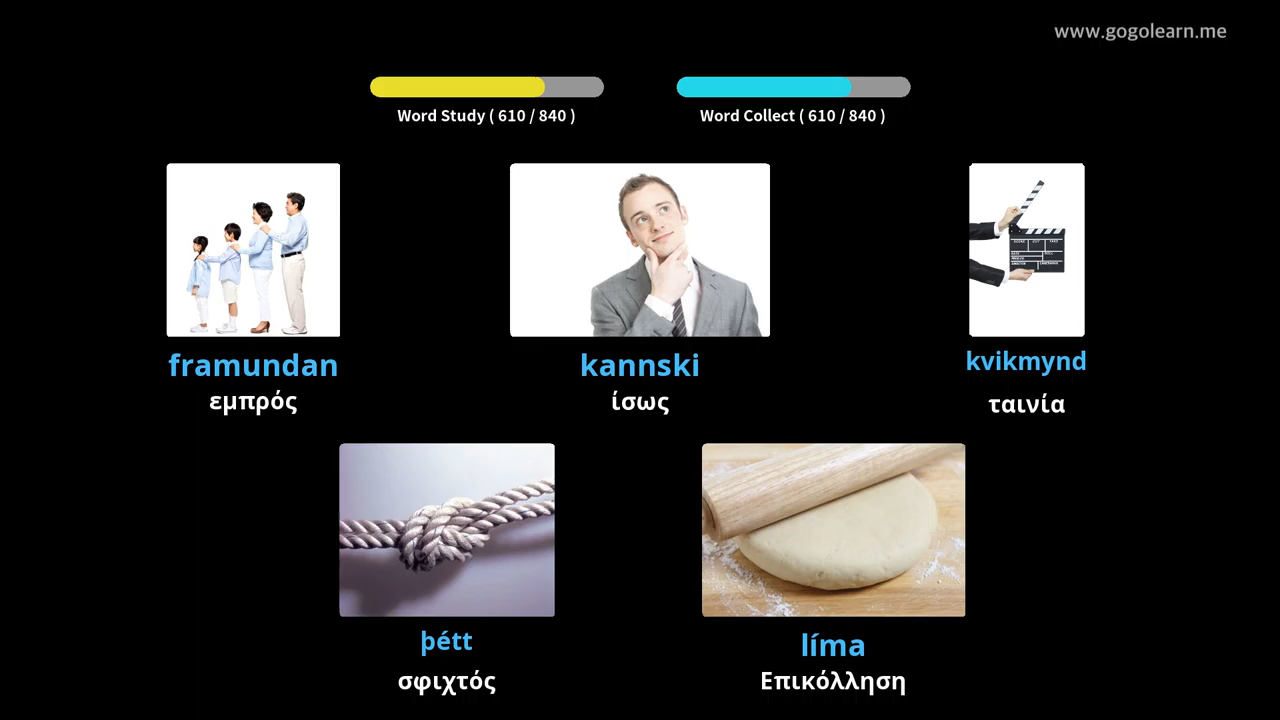 www.gogolearn.me
Word Study ( 610 / 840 )
Word Collect ( 610 / 840 )
framundan
εμπρός
kannski
ίσως
kvikmynd
ταινία
þétt
σφιχτός
líma
Επικόλληση